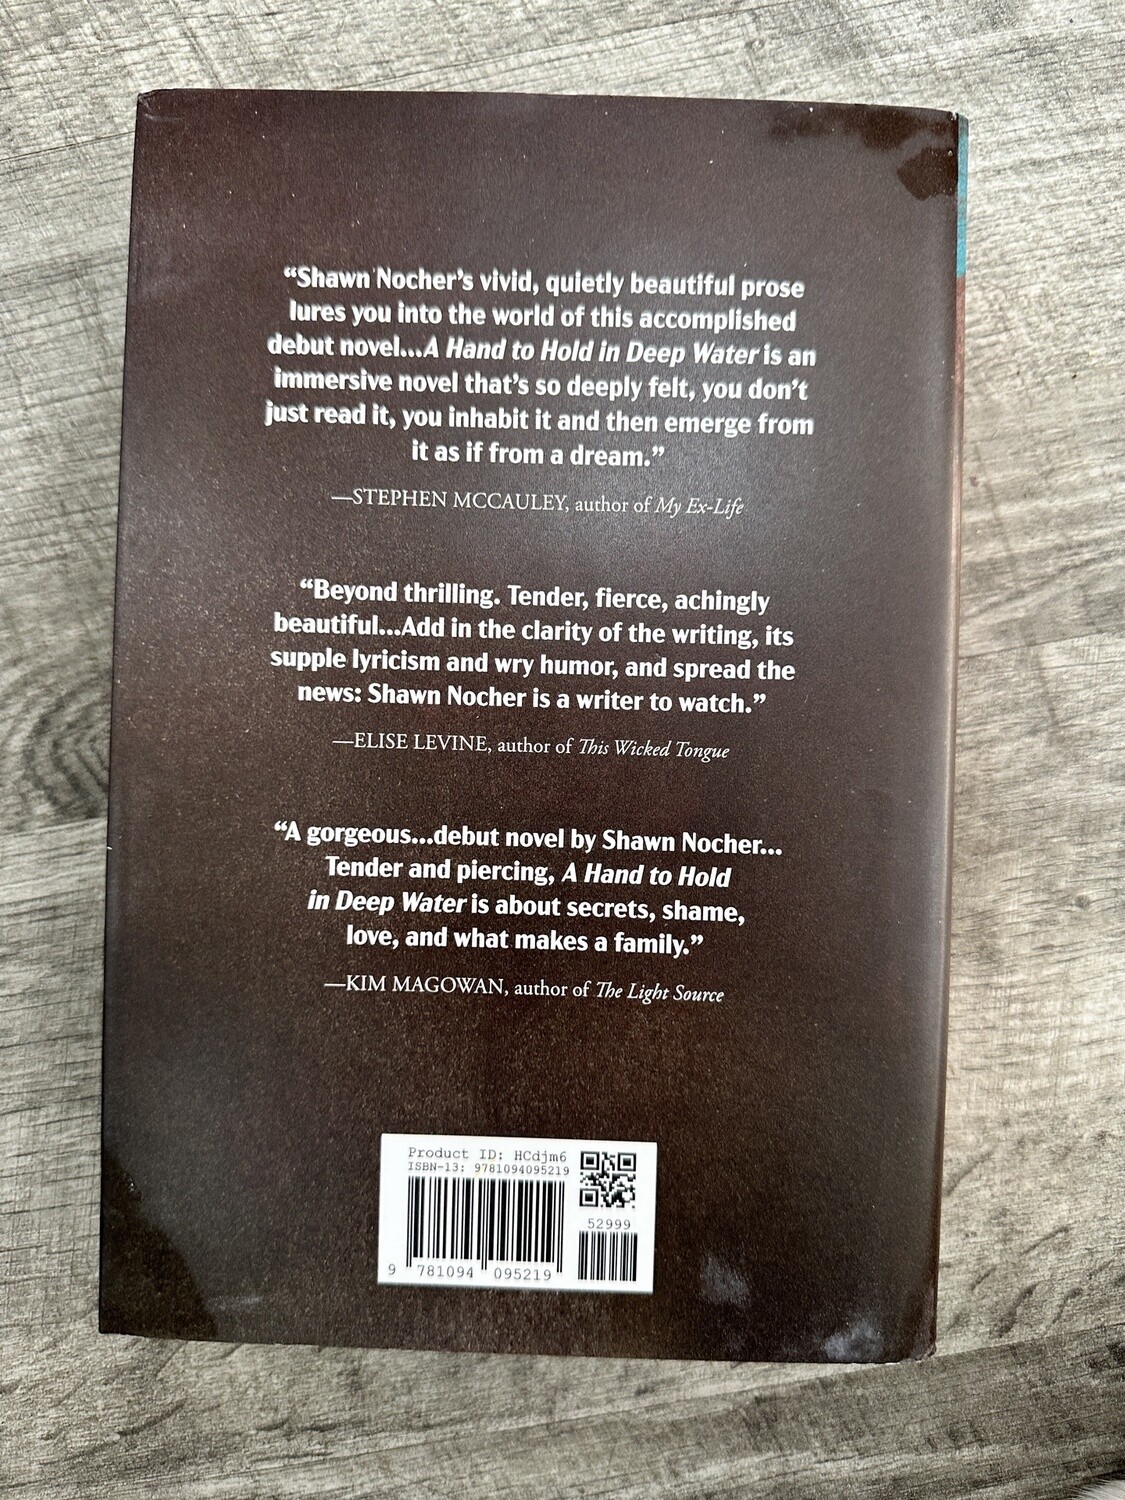 “Shawn Nocher’s vivid, quietly beautiful prose
lures you into the world of this accomplished
debut novel...A Hand to Hold in Deep Water is an
immersive novel that’s so deeply felt, you don’t
just read it, you inhabit it and then emerge from
it as if from a dream.”
—STEPHEN MCCAULEY, author of My Ex-Life
“Beyond thrilling. Tender, fierce, achingly
beautiful...Add in the clarity of the writing, its
supple lyricism and wry humor, and spread the
news: Shawn Nocher is a writer to watch.”
—ELISE LEVINE, author of This Wicked Tongue
“A gorgeous...debut novel by Shawn Nocher...
Tender and piercing, A Hand to Hold
in Deep Water is about secrets, shame,
love, and what makes a family.”
—KIM MAGOWAN, author of The Light Source
Product ID: HCdjm6
ISBN-13: 9781094095219
52999
9 781094 095219